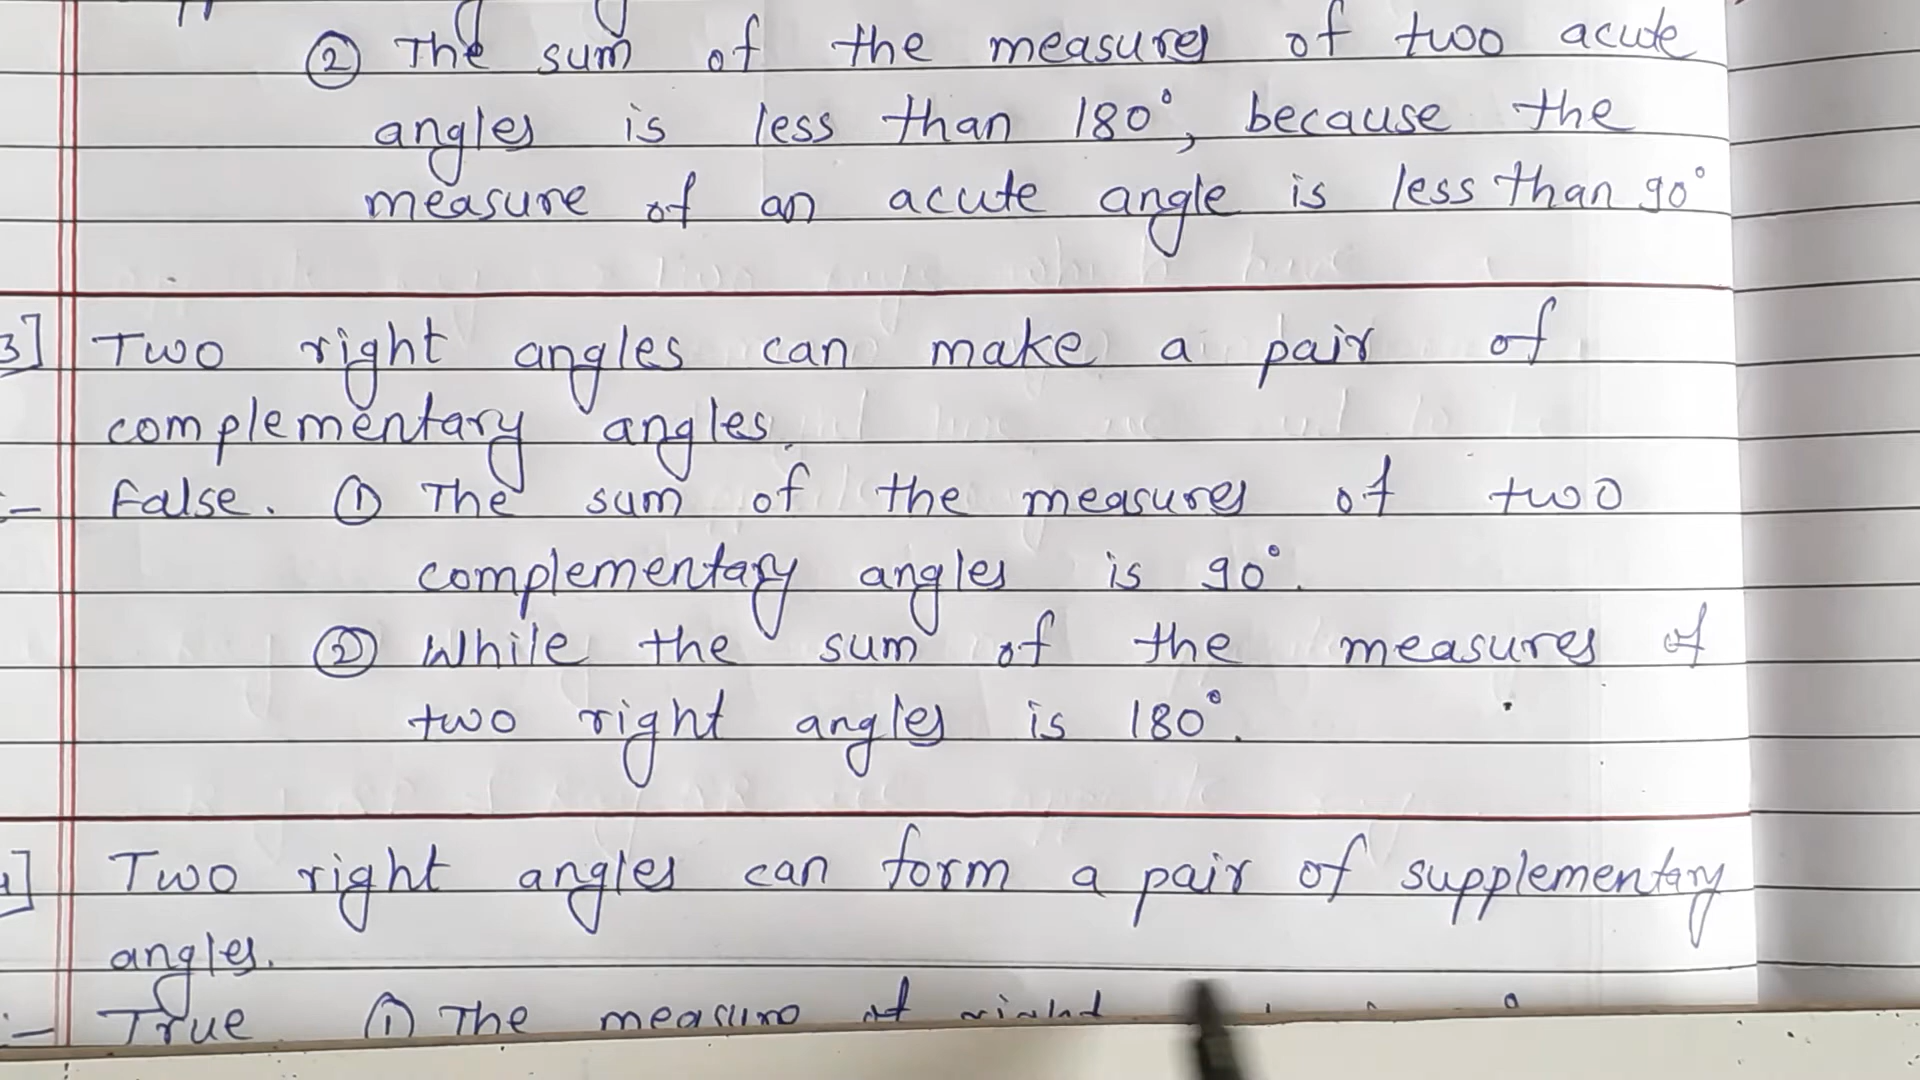 ② The sum of the measures of two acute
angles is less than 180°, because the
measure of an acute angle is less than 90°
3] Two right angles can make a pair of
complementary angles.
:- False. ① The sum of the measures of two
complementary angles is 90°.
② While the sum of the measures of
two right angles is 180°.
] Two right angles can form a pair of supplementary
angles.
:- True ① The measure of right